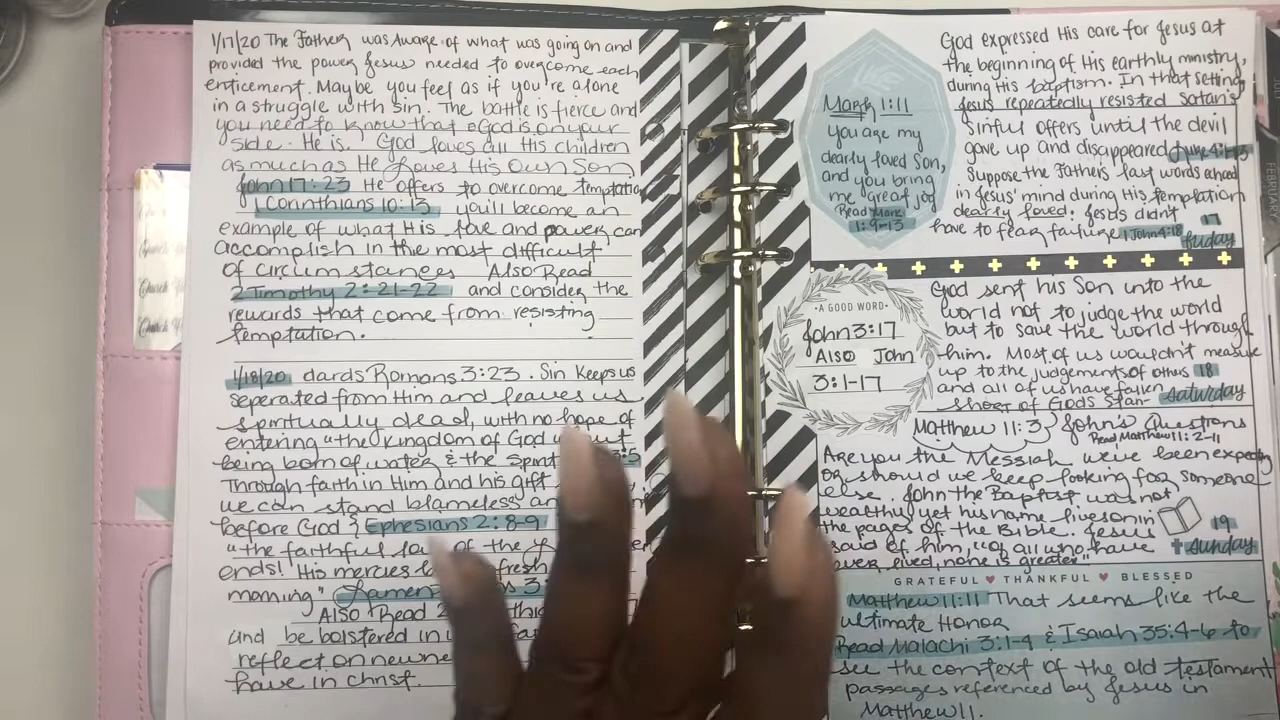 1/17/20 The Father was aware of what was going on and
provided the power Jesus needed to overcome each
enticement. Maybe you feel as if you're alone
in a struggle with sin. The battle is fierce and
you need to know that God is on your
side. He is. God loves all His children
as much as He loves His Own Son
John 17:23 He offers to overcome temptatio
1 Corinthians 10:13 you'll become an
example of what His love and power can
accomplish in the most difficult
of circumstances Also Read
2 Timothy 2:21-22 and consider the
rewards that come from resisting
temptation.
1/18/20 dards Romans 3:23. Sin Keeps us
seperated from Him and leaves us
spiritually dead, with no hope of
entering "the Kingdom of God
being born of water & the Spirit 3:5
Through faith in Him and his gift
we can stand blameless an
before God & Ephesians 2:8-9
"the faithful lo of the
ends! His mercies fresh
morning" Lamen s 3:
Also Read 2
and be bolstered in
reflect on newne
have in Christ.
Mark 1:11
You are my
dearly loved Son,
and you bring
me great joy
Read Mark
1:9-13
God expressed His care for Jesus at
the beginning of His earthly ministry,
during His baptism. In that setting
Jesus repeatedly resisted Satan's
sinful offers until the devil
gave up and disappeared Luke 4:1-13
Suppose the Fathers last words echoed
in Jesus' mind during His temptation
dearly loved. Jesus didn't
have to fear failure 1 John 4:18
17
friday
• A GOOD WORD •
John 3:17
Also John
3:1-17
God sent his Son into the
world not to judge the world
but to save the world through
him. Most of us wouldn't measure
up to the judgements of others 18
and all of us have fallen
short of Gods Stan- saturday
Matthew 11:3 John's Questions
Read Matthew 11:2-11
Are you the Messiah we've been expecting
or should we keep looking for someone
else. John the Baptist was not
wealthy yet his name lives on in
the pages of the Bible. Jesus
said of him, "Of all who have
ever lived, none is greater"
19
sunday
GRATEFUL ♥ THANKFUL ♥ BLESSED
Matthew 11:11 That seems like the
ultimate Honor
Read Malachi 3:1-4 & Isaiah 35:4-6 to
see the context of the old testament
passages referenced by Jesus in
Matthew 11.
FEBRUARY
Church